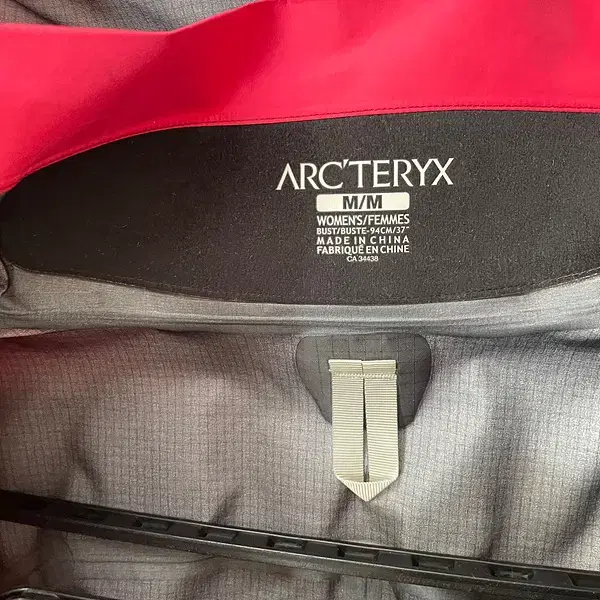 ARC'TERYX
M/M
WOMEN'S/FEMMES
BUST/BUSTE-94CM/37"
MADE IN CHINA
FABRIQUÉ EN CHINE
CA 34438